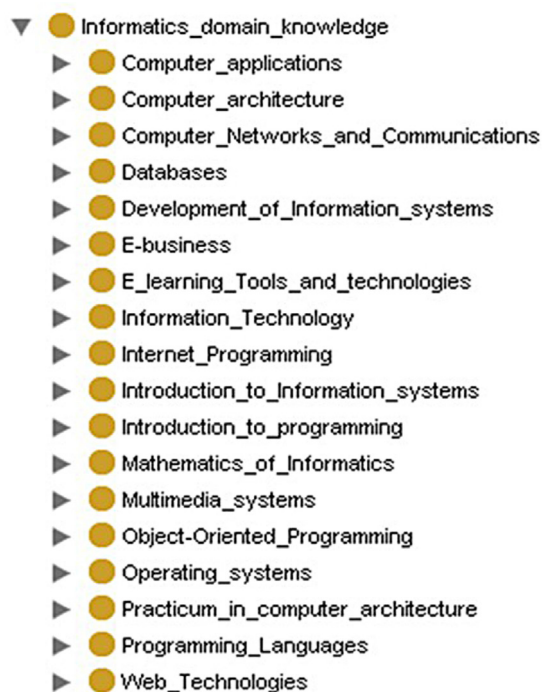 Informatics_domain_knowledge
Computer_applications
Computer_architecture
Computer_Networks_and_Communications
Databases
Development_of_Information_systems
E-business
E_learning_Tools_and_technologies
Information_Technology
Internet_Programming
Introduction_to_Information_systems
Introduction_to_programming
Mathematics_of_Informatics
Multimedia_systems
Object-Oriented_Programming
Operating_systems
Practicum_in_computer_architecture
Programming_Languages
Web_Technologies